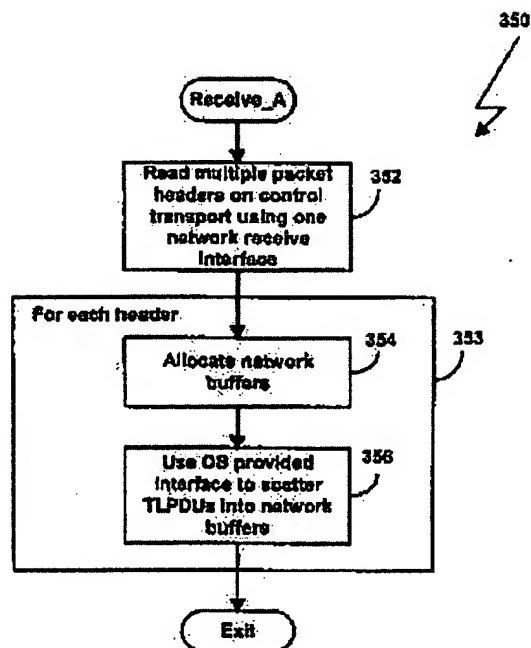 350
Receive_A
Read multiple packet
headers on control
transport using one
network receive
Interface
352
For each header
354
353
Allocate network
buffers
356
Use OS provided
Interface to scatter
TLPDUs into network
buffers
Exit